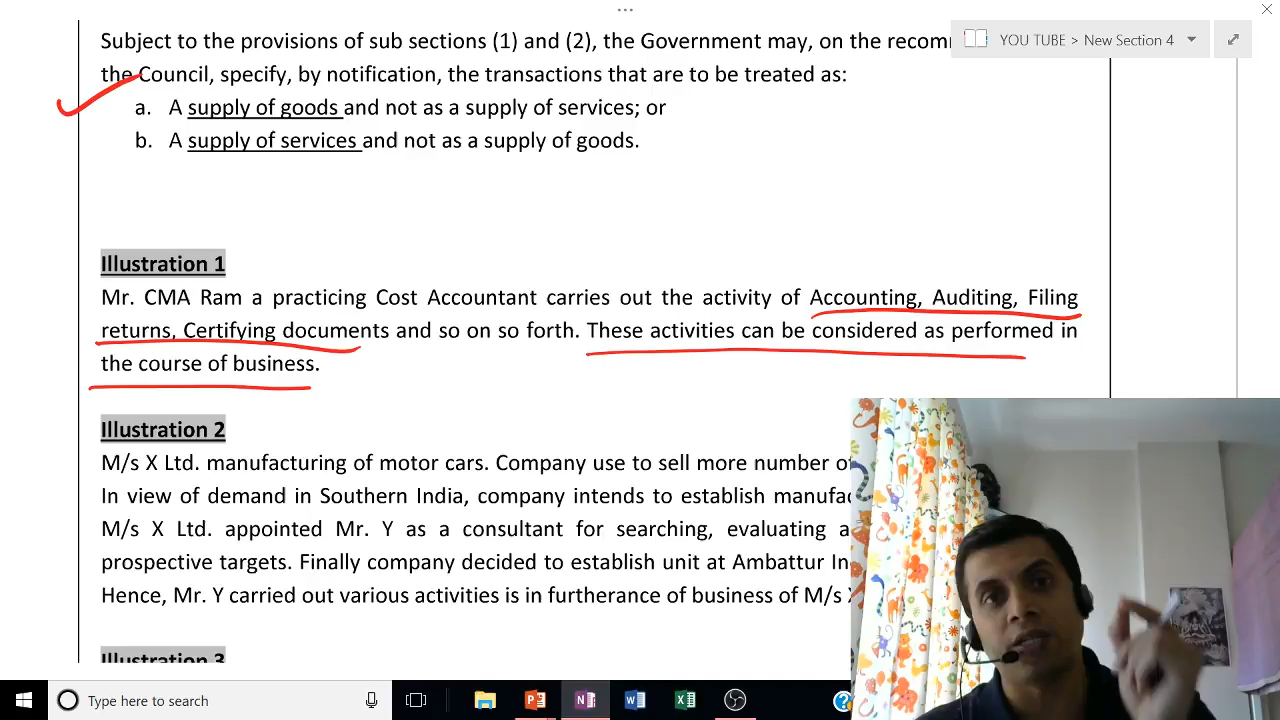 Subject to the provisions of sub sections (1) and (2), the Government may, on the recom
YOU TUBE > New Section 4
the Council, specify, by notification, the transactions that are to be treated as:
a. A supply of goods and not as a supply of services; or
b. A supply of services and not as a supply of goods.
Illustration 1
Mr. CMA Ram a practicing Cost Accountant carries out the activity of Accounting, Auditing, Filing
returns, Certifying documents and so on so forth. These activities can be considered as performed in
the course of business.
Illustration 2
M/s X Ltd. manufacturing of motor cars. Company use to sell more number of
In view of demand in Southern India, company intends to establish manufac
M/s X Ltd. appointed Mr. Y as a consultant for searching, evaluating a
prospective targets. Finally company decided to establish unit at Ambattur In
Hence, Mr. Y carried out various activities is in furtherance of business of M/s X
Illustration 3
Type here to search